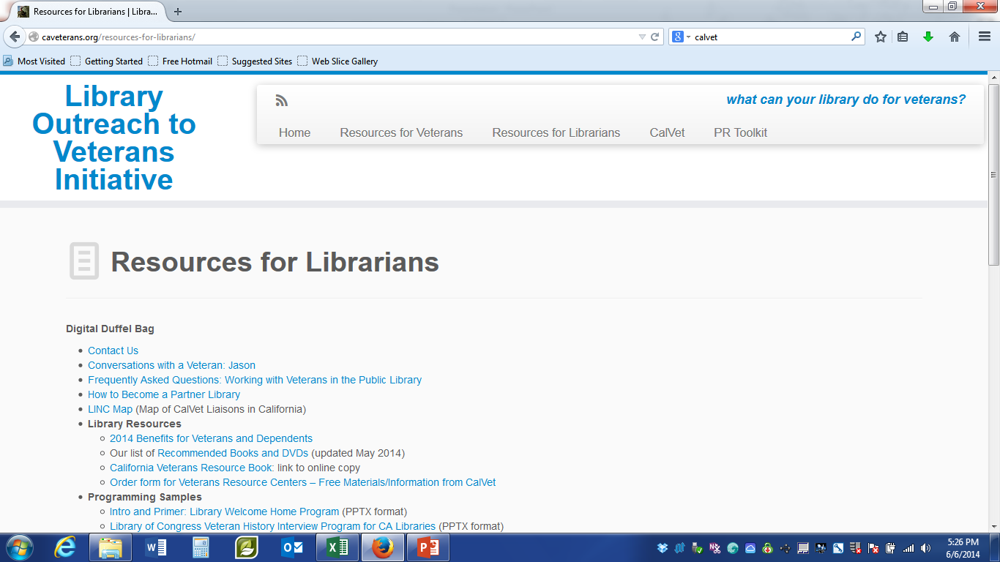 Resources for Librarians | Libra...
caveterans.org/resources-for-librarians/
calvet
Most Visited
Getting Started
Free Hotmail
Suggested Sites
Web Slice Gallery
Library
Outreach to
Veterans
Initiative
what can your library do for veterans?
Home
Resources for Veterans
Resources for Librarians
CalVet
PR Toolkit
Resources for Librarians
Digital Duffel Bag
Contact Us
Conversations with a Veteran: Jason
Frequently Asked Questions: Working with Veterans in the Public Library
How to Become a Partner Library
LINC Map (Map of CalVet Liaisons in California)
Library Resources
2014 Benefits for Veterans and Dependents
Our list of Recommended Books and DVDs (updated May 2014)
California Veterans Resource Book: link to online copy
Order form for Veterans Resource Centers – Free Materials/Information from CalVet
Programming Samples
Intro and Primer: Library Welcome Home Program (PPTX format)
Library of Congress Veteran History Interview Program for CA Libraries (PPTX format)
5:26 PM
6/6/2014